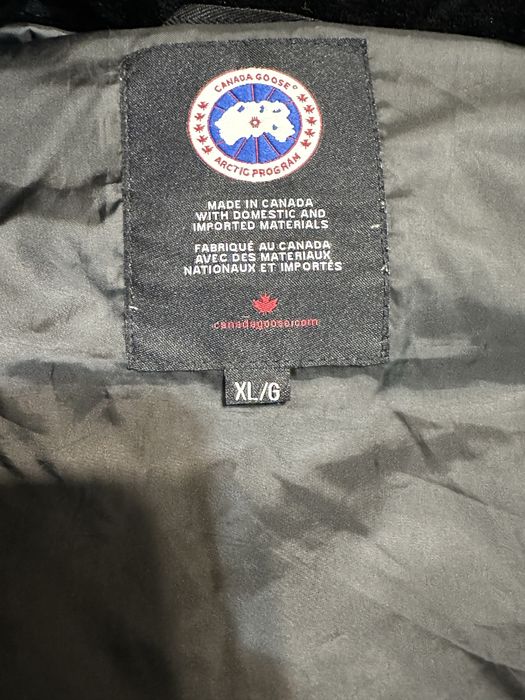 CANADA GOOSE®
ARCTIC PROGRAM
MADE IN CANADA
WITH DOMESTIC AND
IMPORTED MATERIALS
FABRIQUÉ AU CANADA
AVEC DES MATERIAUX
NATIONAUX ET IMPORTÉS
canadagoose.com
XL/G